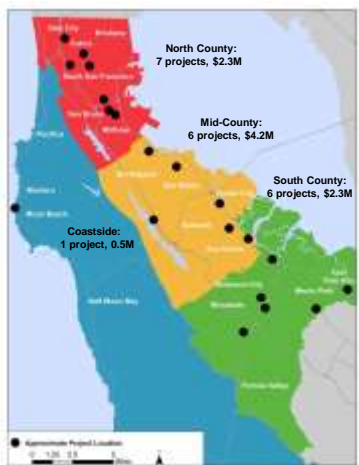 Daly City
Brisbane
Colma
South San Francisco
North County:
7 projects, $2.3M
San Bruno
Millbrae
Pacifica
Mid-County:
6 projects, $4.2M
Burlingame
San Mateo
South County:
6 projects, $2.3M
Foster City
Montara
Moss Beach
Coastside:
1 project, 0.5M
Belmont
San Carlos
Redwood City
Half Moon Bay
Woodside
Menlo Park
East
Palo Alto
Portola Valley
Approximate Project Location